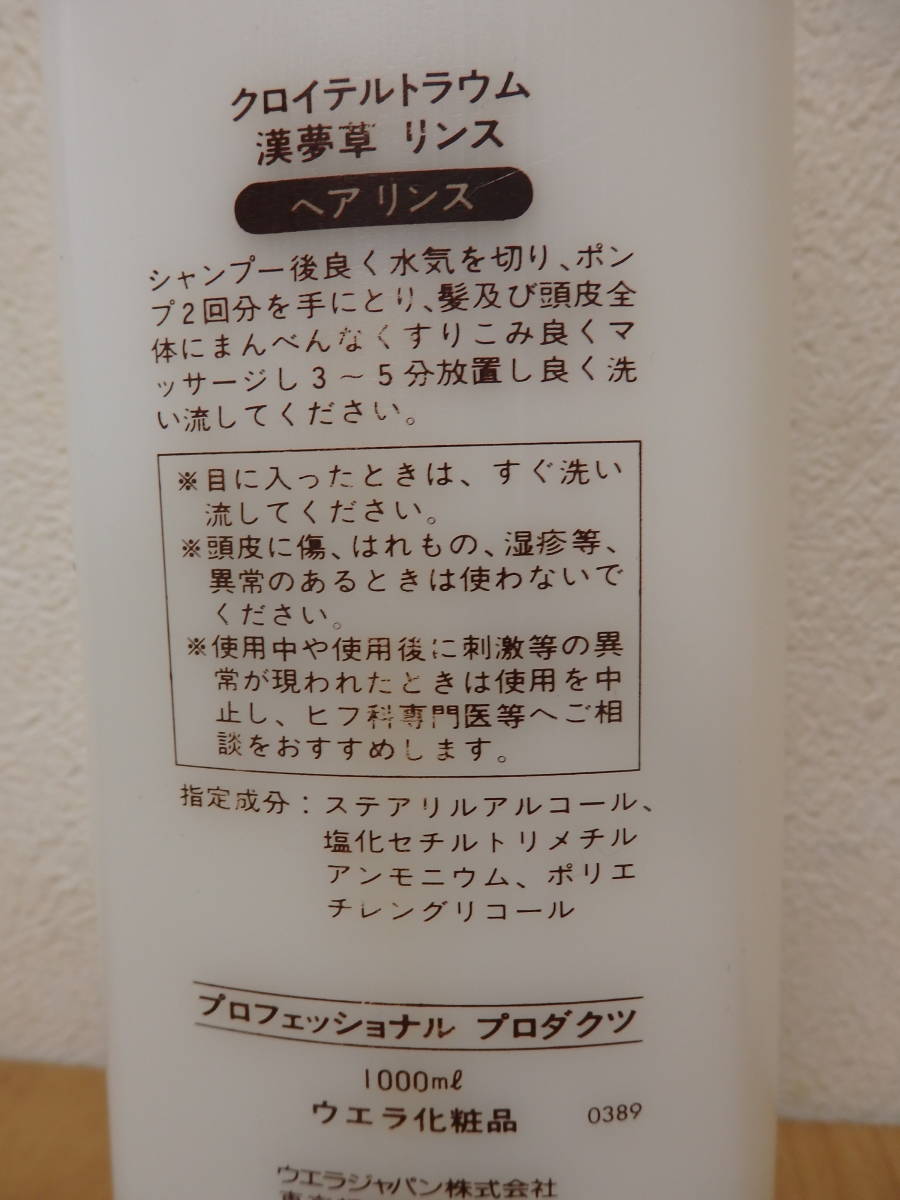 クロイテルトラウム
漢夢草 リンス
ヘア リンス
シャンプー後良く水気を切り、ポン
プ2回分を手にとり、髪及び頭皮全
体にまんべんなくすりこみ良くマ
ッサージし3～5分放置し良く洗
い流してください。
※目に入ったときは、すぐ洗い
流してください。
※頭皮に傷、はれもの、湿疹等、
異常のあるときは使わないで
ください。
※使用中や使用後に刺激等の異
常が現われたときは使用を中
止し、ヒフ科専門医等へご相
談をおすすめします。
指定成分：ステアリルアルコール、
塩化セチルトリメチル
アンモニウム、ポリエ
チレングリコール
プロフェッショナル プロダクツ
1000mℓ
ウエラ化粧品 0389
ウエラジャパン株式会社